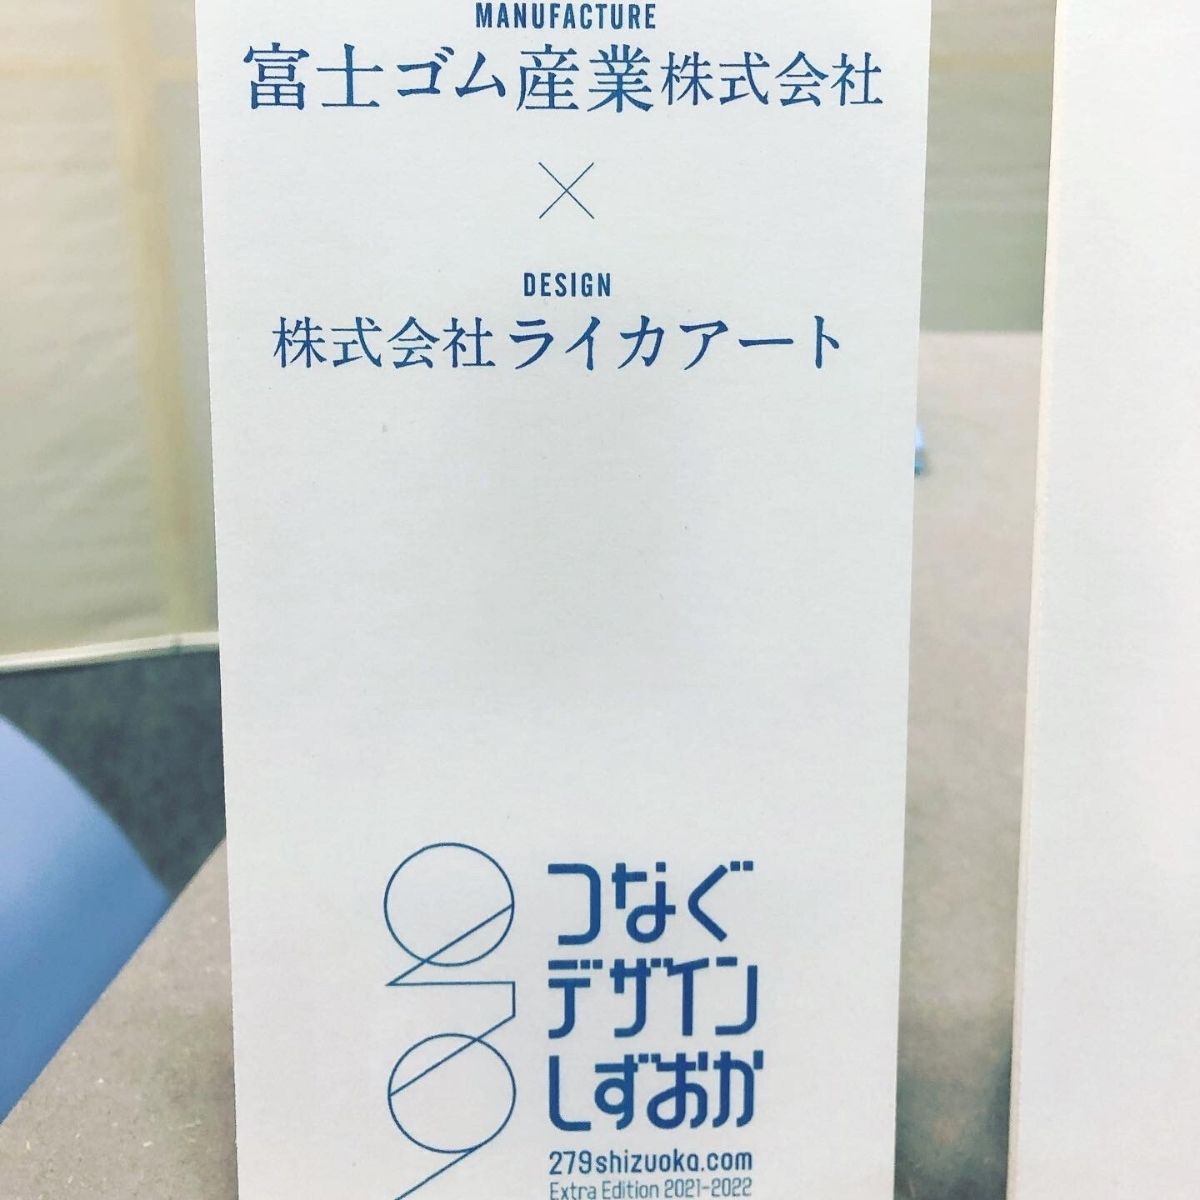 MANUFACTURE
富士ゴム産業株式会社
×
DESIGN
株式会社ライカアート
つなぐ
デザイン
しずおか
279shizuoka.com
Extra Edition 2021-2022